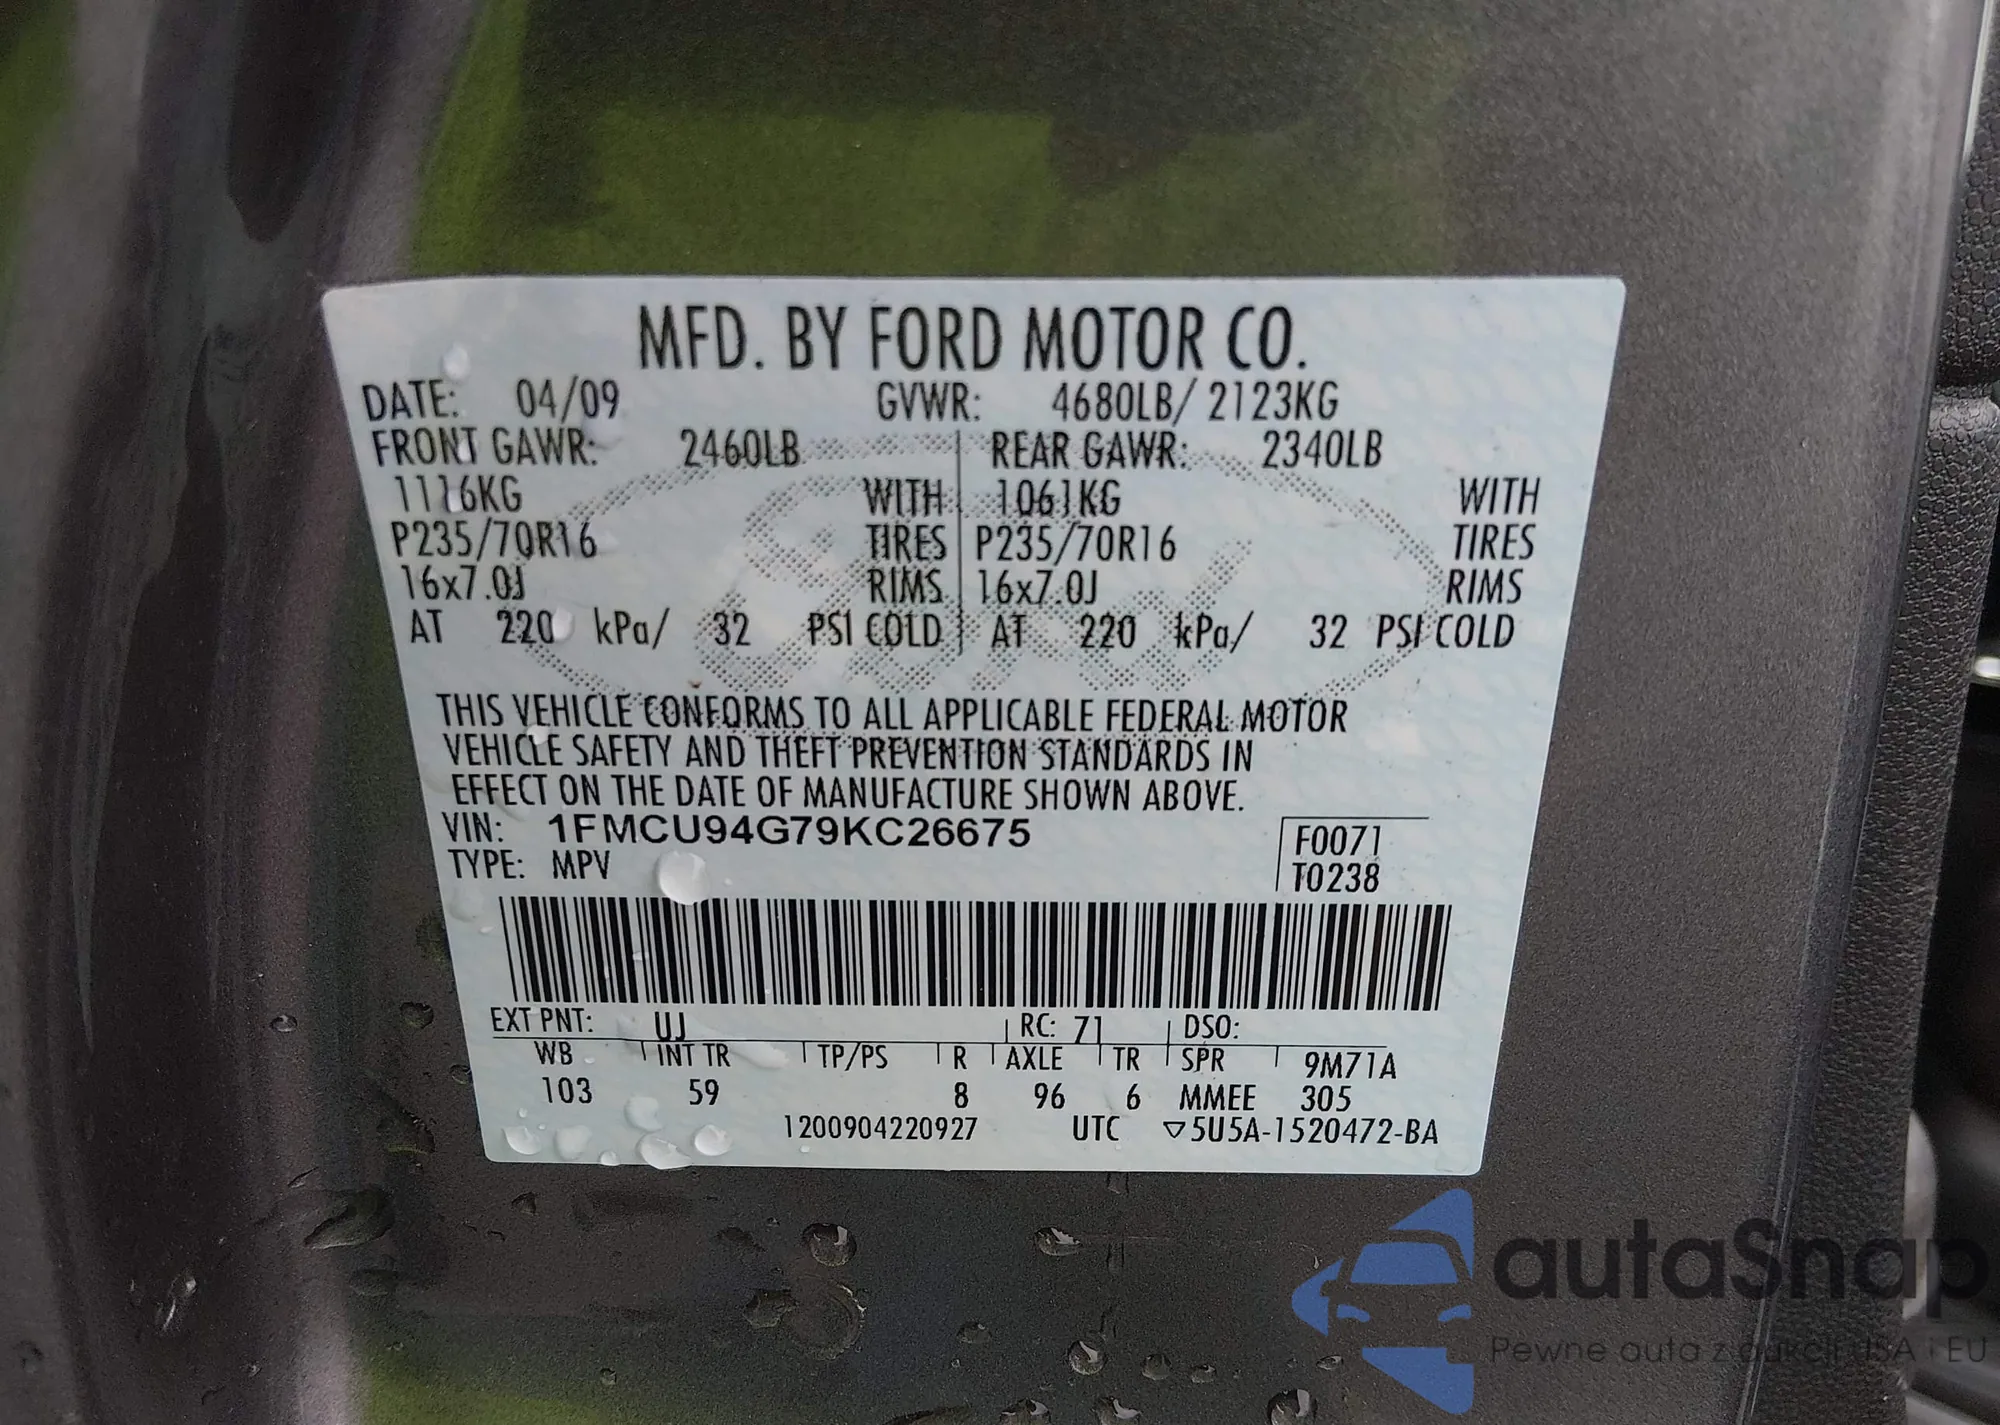 MFD. BY FORD MOTOR CO.
DATE: 04/09 GVWR: 4680LB/ 2123KG
FRONT GAWR: 2460LB REAR GAWR: 2340LB
1116KG WITH 1061KG WITH
P235/70R16 TIRES P235/70R16 TIRES
16x7.0J RIMS 16x7.0J RIMS
AT 220 kPa/ 32 PSI COLD AT 220 kPa/ 32 PSI COLD
THIS VEHICLE CONFORMS TO ALL APPLICABLE FEDERAL MOTOR
VEHICLE SAFETY AND THEFT PREVENTION STANDARDS IN
EFFECT ON THE DATE OF MANUFACTURE SHOWN ABOVE.
VIN: 1FMCU94G79KC26675 F0071
TYPE: MPV T0238
EXT PNT: UJ RC: 71 DSO:
WB INT TR TP/PS R AXLE TR SPR 9M71A
103 59 8 96 6 MMEE 305
1200904220927 UTC ▽5U5A-1520472-BA
autaSnap
Pewne auta z aukcji USA i EU